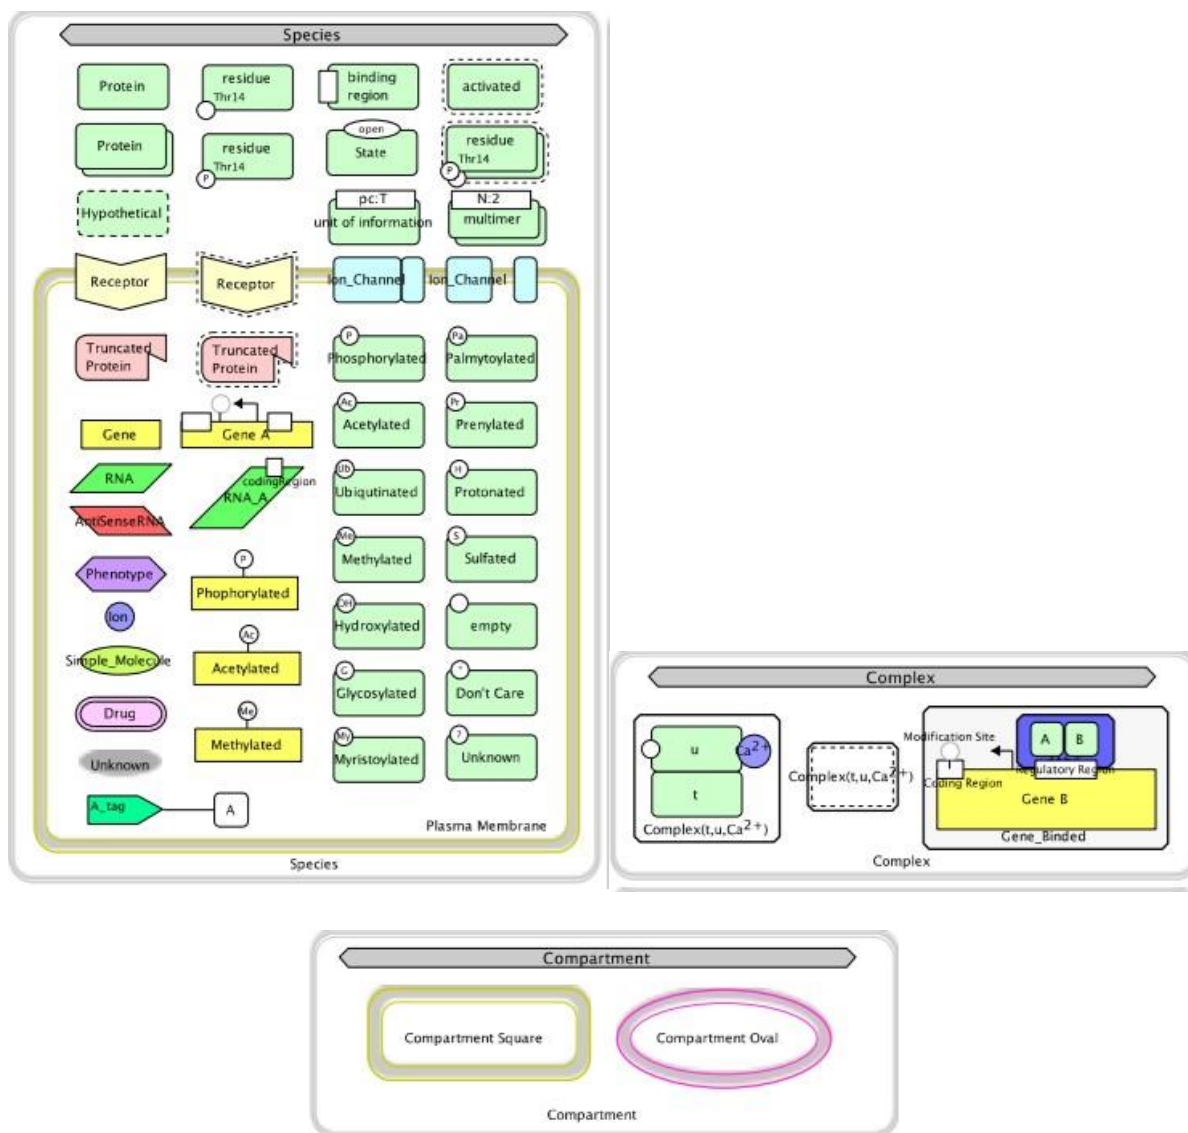 Species
Protein
residue
Thr14
binding
region
activated
Protein
residue
Thr14
P
open
State
residue
Thr14
P
Hypothetical
pc:T
unit of information
N:2
multimer
Receptor
Receptor
Ion_Channel
Ion_Channel
Truncated
Protein
Truncated
Protein
P
Phosphorylated
Pa
Palmytoylated
Gene
Gene A
Ac
Acetylated
Pr
Prenylated
RNA
codingRegion
RNA_A
Ub
Ubiqutinated
H
Protonated
AntiSenseRNA
Me
Methylated
S
Sulfated
Phenotype
P
Phophorylated
Ion
OH
Hydroxylated
empty
Simple_Molecule
Ac
Acetylated
G
Glycosylated
*
Don't Care
Drug
Me
Methylated
My
Myristoylated
?
Unknown
Unknown
A_tag
A
Plasma Membrane
Species
Complex
u
Ca2+
t
Complex(t,u,Ca2+)
Complex(t,u,Ca2+)
Modification Site
A
B
Regulatory Region
Coding Region
Gene B
Gene_Binded
Complex
Compartment
Compartment Square
Compartment Oval
Compartment